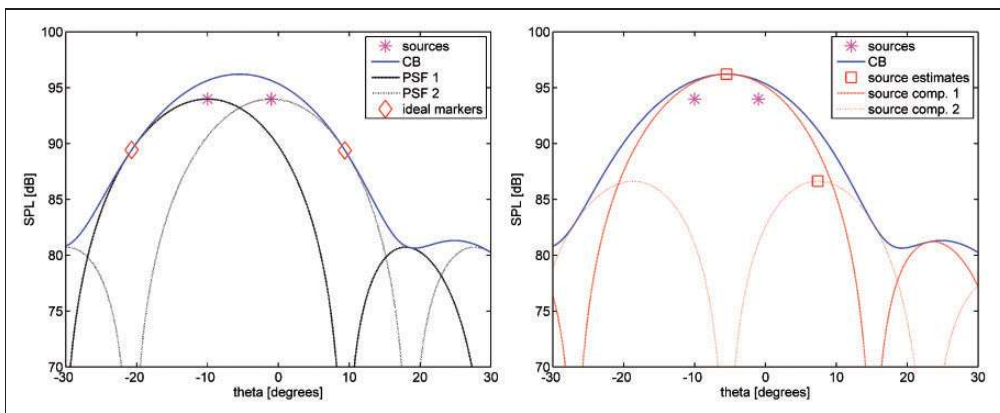 100
95
90
85
80
75
70
SPL [dB]
-30
-20
-10
0
10
20
30
theta [degrees]
sources
CB
PSF 1
PSF 2
ideal markers
100
95
90
85
80
75
70
SPL [dB]
-30
-20
-10
0
10
20
30
theta [degrees]
sources
CB
source estimates
source comp. 1
source comp. 2